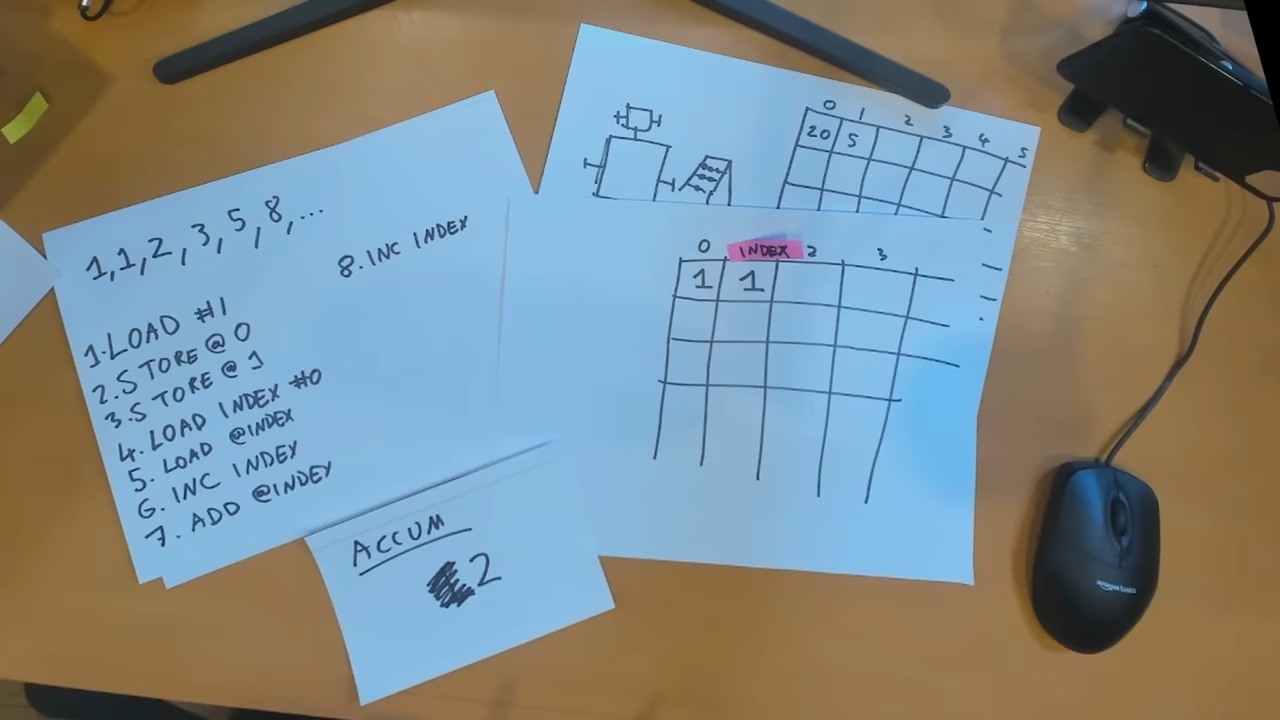 1,1,2,3,5,8,...
1. LOAD #1
2. STORE @ 0
3. STORE @ 1
4. LOAD INDEX #0
5. LOAD @INDEX
6. INC INDEX
7. ADD @INDEX
8. INC INDEX
ACCUM
2
0 1 2 3 4 5
20 5
0 INDEX 2 3
1 1
amazon basics